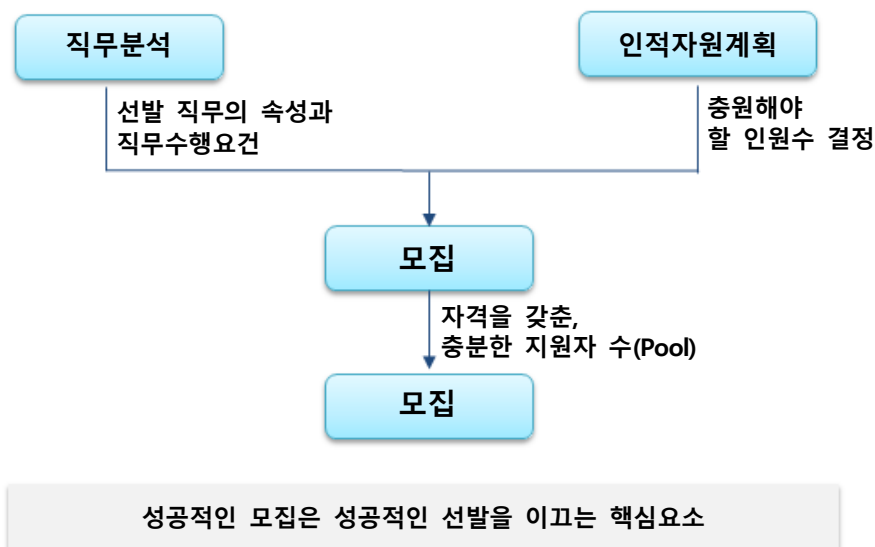 직무분석
인적자원계획
선발 직무의 속성과
직무수행요건
충원해야
할 인원수 결정
모집
자격을 갖춘,
충분한 지원자 수(Pool)
모집
성공적인 모집은 성공적인 선발을 이끄는 핵심요소